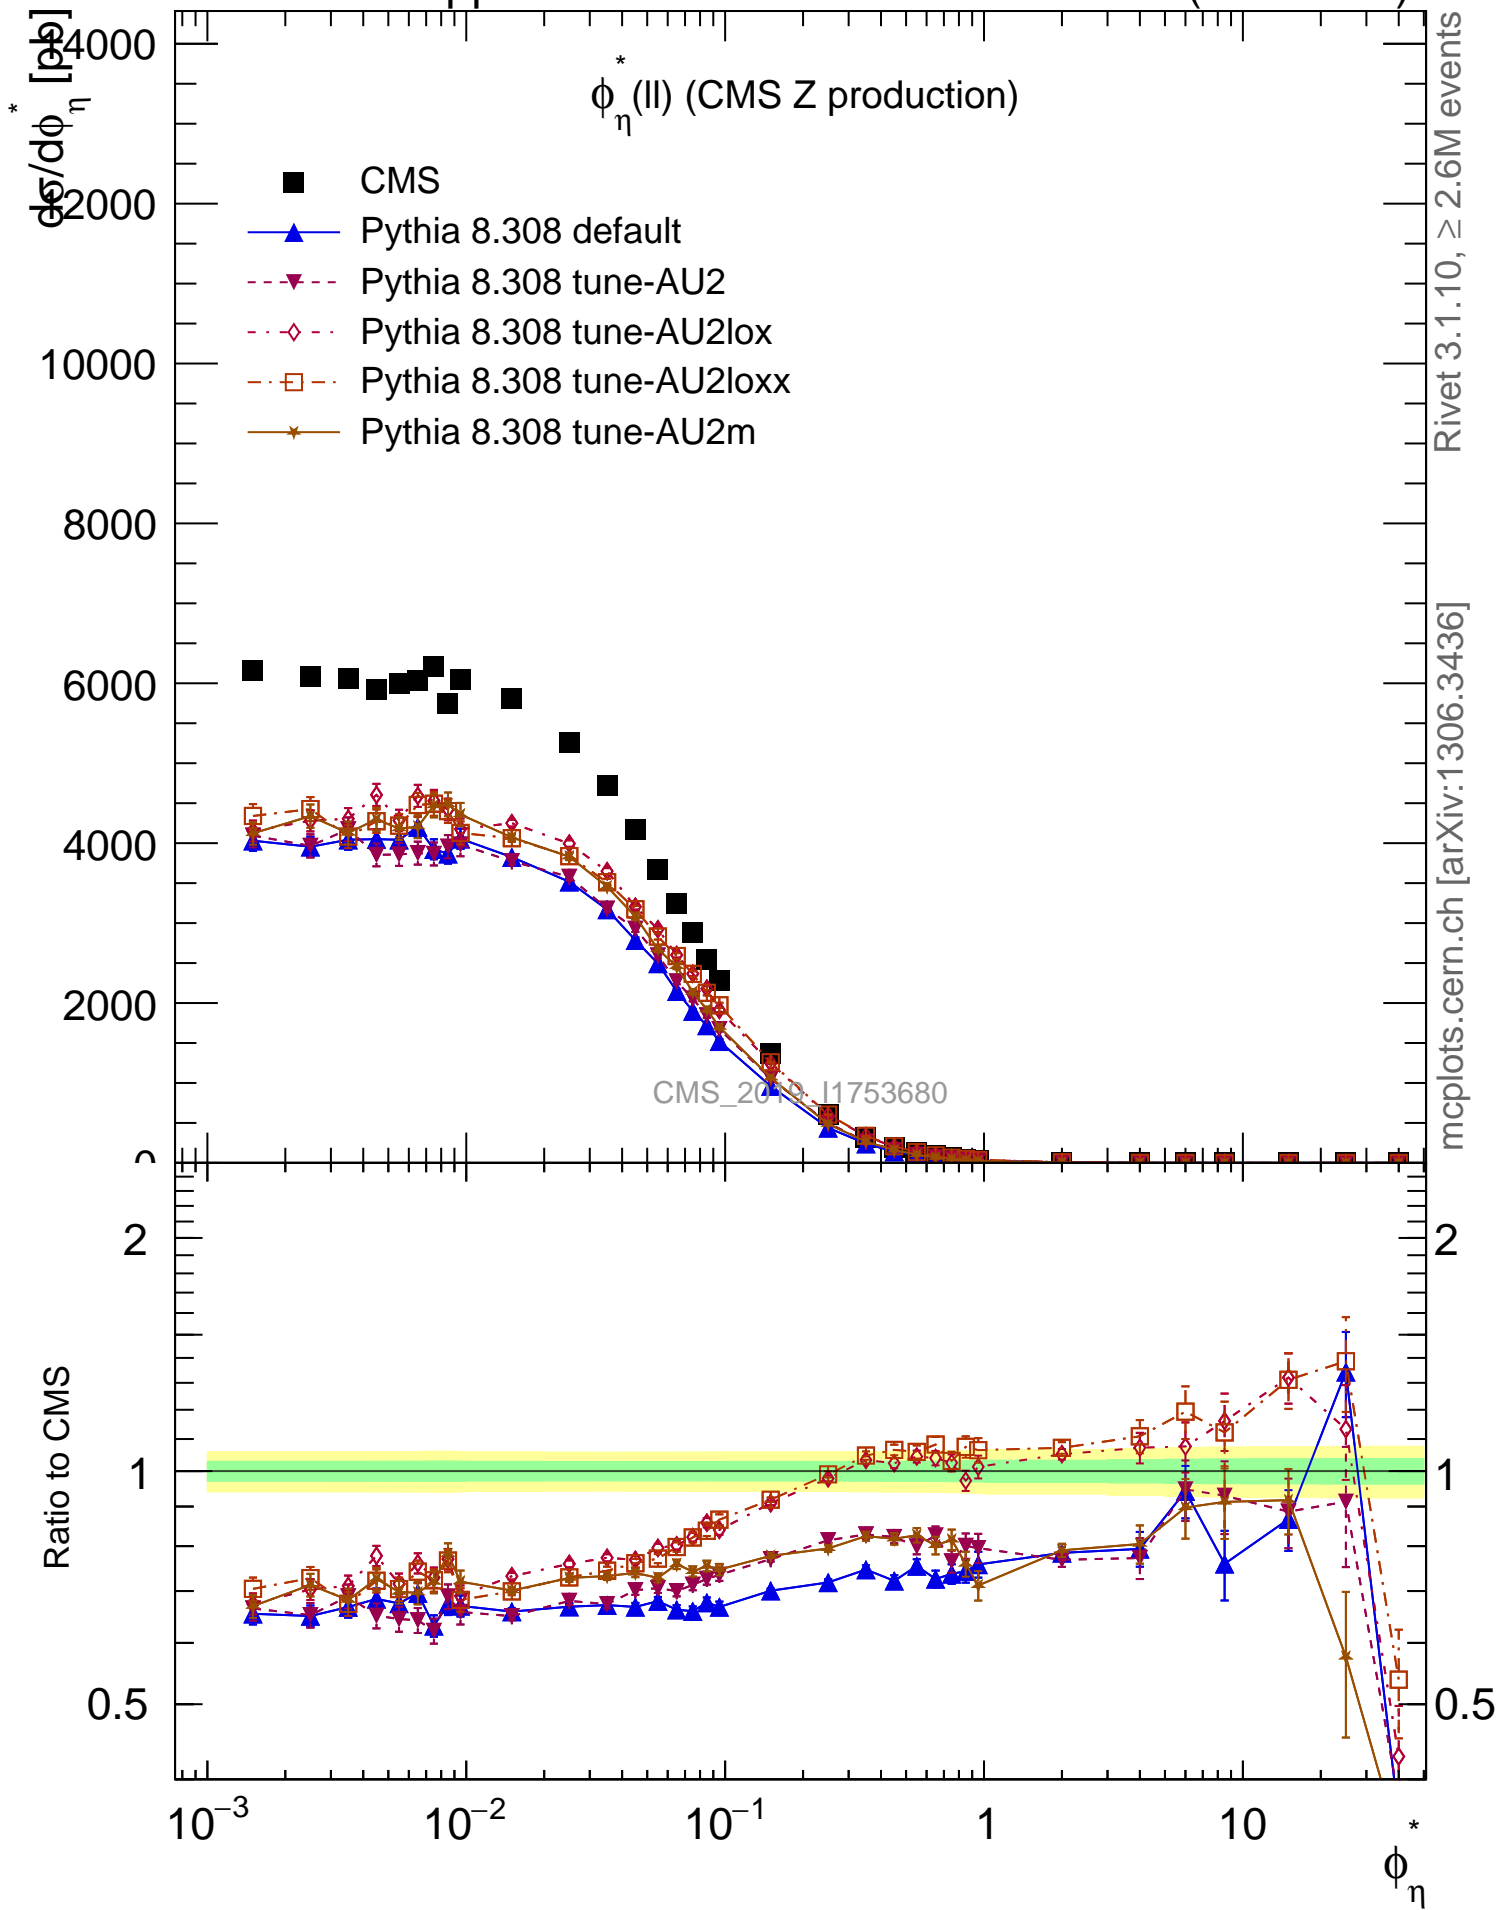 pp
14000
dσ/dφ*η [pb]
φ*η(ll) (CMS Z production)
CMS
Pythia 8.308 default
Pythia 8.308 tune-AU2
Pythia 8.308 tune-AU2lox
Pythia 8.308 tune-AU2loxx
Pythia 8.308 tune-AU2m
12000
10000
8000
6000
4000
2000
0
CMS_2019_I1753680
Rivet 3.1.10, ≥ 2.6M events
mcplots.cern.ch [arXiv:1306.3436]
Ratio to CMS
2
1
0.5
2
1
0.5
10−3
10−2
10−1
1
10
φ*η